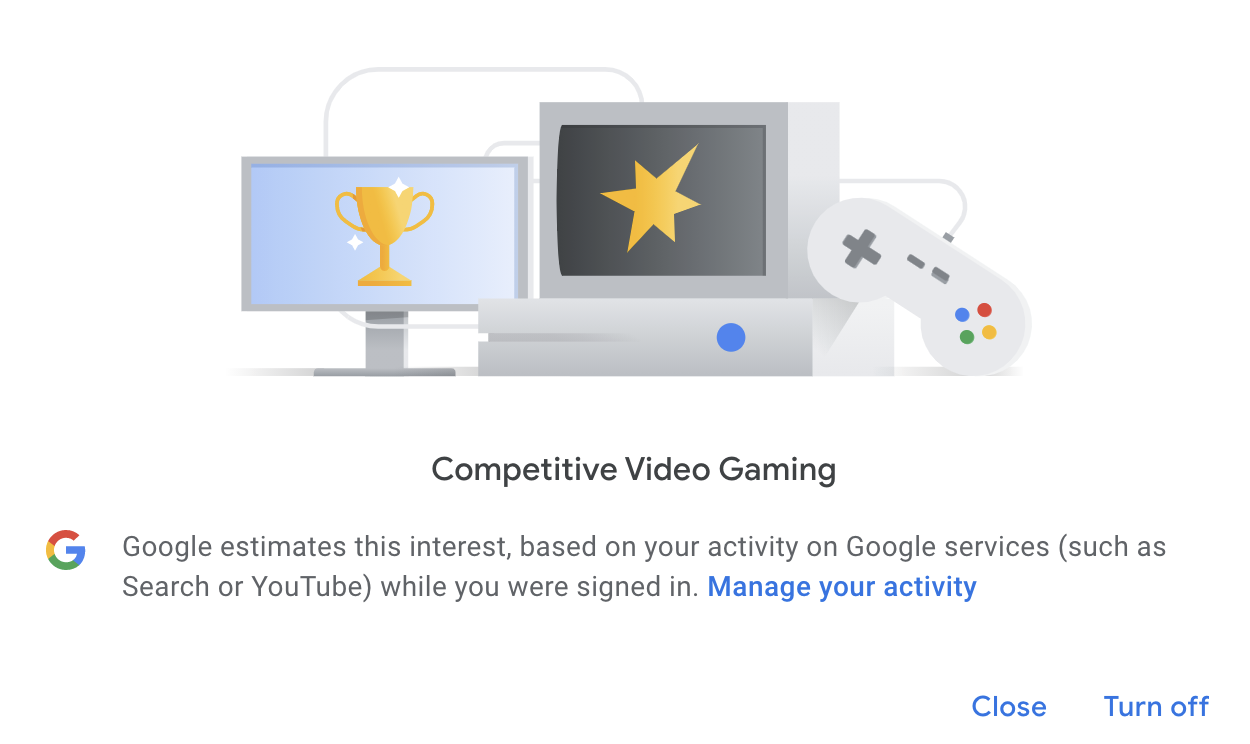 Competitive Video Gaming
Google estimates this interest, based on your activity on Google services (such as
Search or YouTube) while you were signed in. Manage your activity
Close Turn off